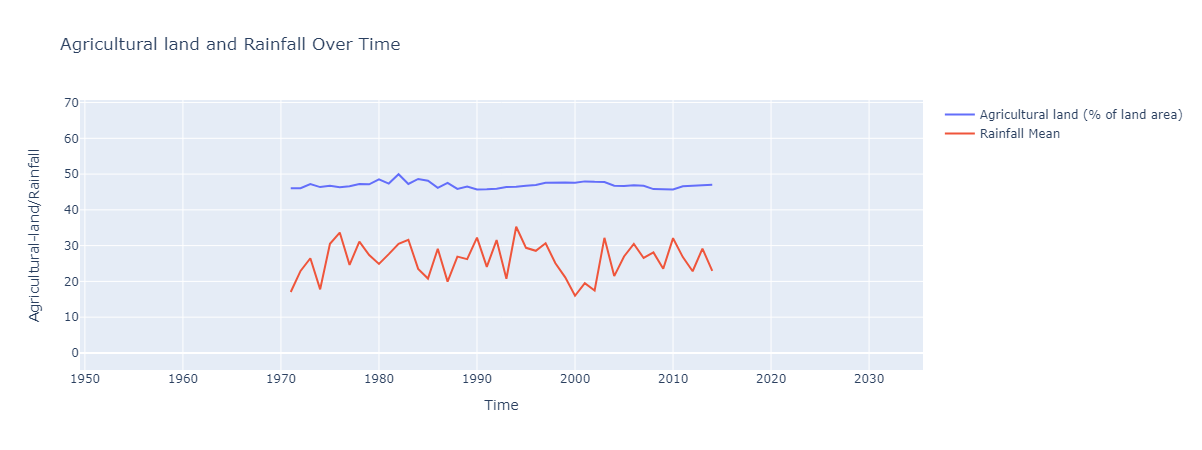 Agricultural land and Rainfall Over Time
Agricultural land (% of land area)
Rainfall Mean
Agricultural-land/Rainfall
70
60
50
40
30
20
10
0
1950 1960 1970 1980 1990 2000 2010 2020 2030
Time